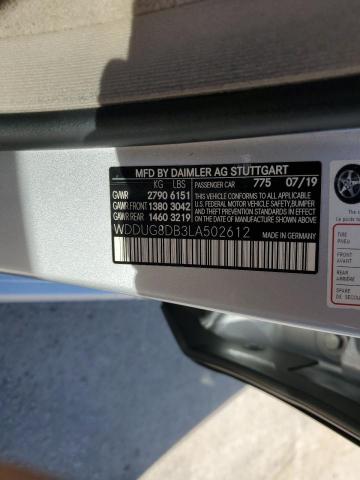 MFD BY DAIMLER AG STUTTGART
KG LBS PASSENGER CAR 775 07/19
GVWR 2790 6151
GAWR FRONT 1380 3042
GAWR REAR 1460 3219
THIS VEHICLE CONFORMS TO ALL
APPLICABLE U.S. FEDERAL MOTOR
VEHICLE SAFETY, BUMPER
AND THEFT PREVENTION STANDARDS IN
EFFECT ON THE DATE OF
MANUFACTURE SHOWN ABOVE
WDDUG8DB3LA502612
MADE IN GERMANY
TIRE
PNEU
FRONT
AVANT
REAR
ARRIÈRE
SPARE
DE SECOU